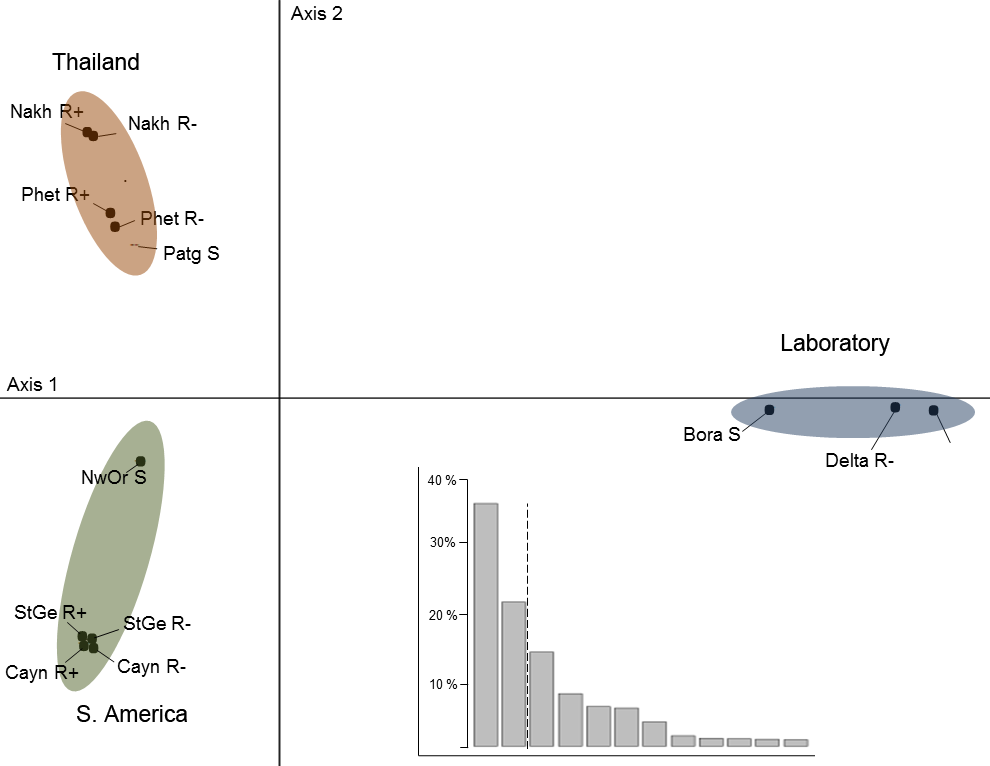 Axis 2
Thailand
Nakh R+
Nakh R-
Phet R+
Phet R-
Patg S
Laboratory
Axis 1
Bora S
Delta R-
NwOr S
40 %
30%
20 %
10 %
StGe R+
StGe R-
Cayn R+
Cayn R-
S. America